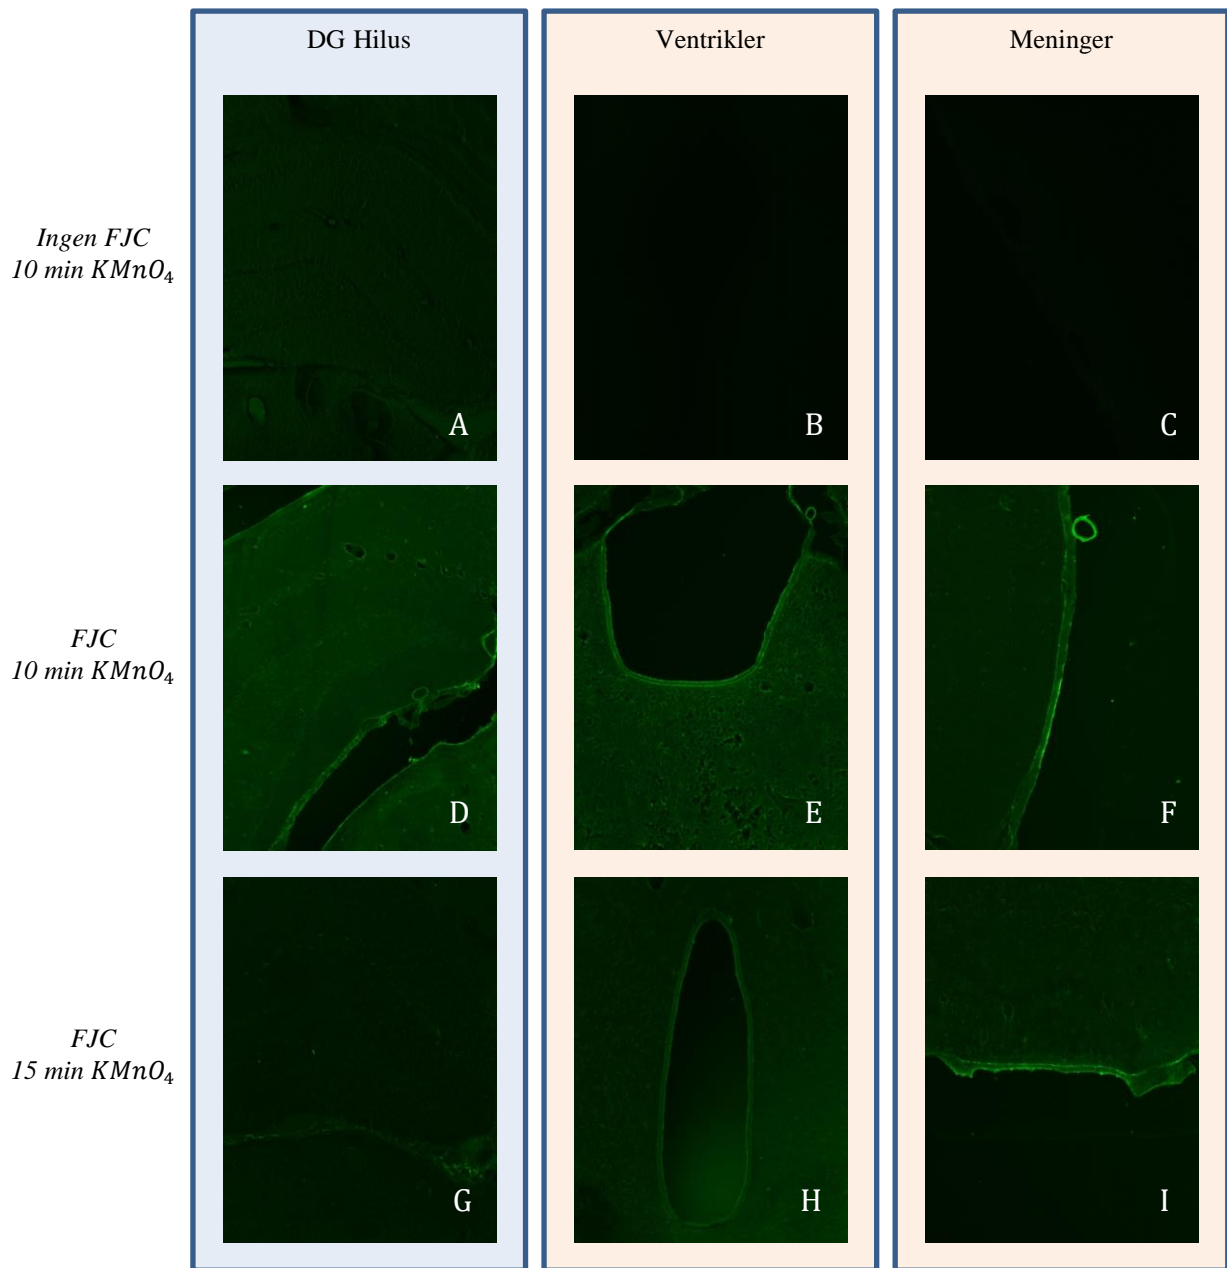 DG Hilus
Ventrikler
Meninger
Ingen FJC
10 min KMnO₄
A
B
C
FJC
10 min KMnO₄
D
E
F
FJC
15 min KMnO₄
G
H
I